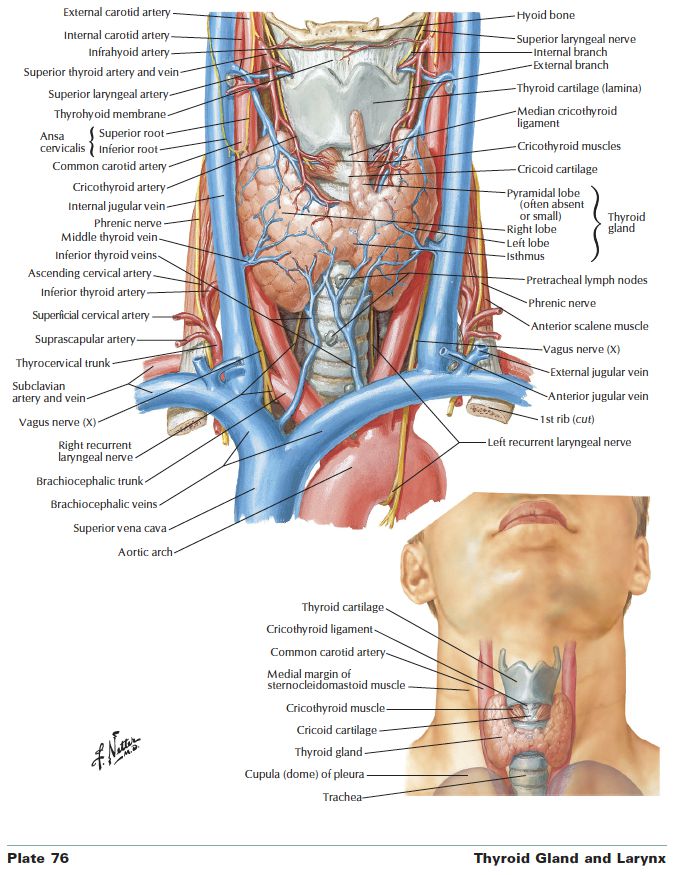 External carotid artery
Internal carotid artery
Infrahyoid artery
Superior thyroid artery and vein
Superior laryngeal artery
Thyrohyoid membrane
Ansa
cervicalis
Superior root
Inferior root
Common carotid artery
Cricothyroid artery
Internal jugular vein
Phrenic nerve
Middle thyroid vein
Inferior thyroid veins
Ascending cervical artery
Inferior thyroid artery
Superficial cervical artery
Suprascapular artery
Thyrocervical trunk
Subclavian
artery and vein
Vagus nerve (X)
Right recurrent
laryngeal nerve
Brachiocephalic trunk
Brachiocephalic veins
Superior vena cava
Aortic arch
Hyoid bone
Superior laryngeal nerve
Internal branch
External branch
Thyroid cartilage (lamina)
Median cricothyroid
ligament
Cricothyroid muscles
Cricoid cartilage
Pyramidal lobe
(often absent
or small)
Right lobe
Left lobe
Isthmus
Thyroid
gland
Pretracheal lymph nodes
Phrenic nerve
Anterior scalene muscle
Vagus nerve (X)
External jugular vein
Anterior jugular vein
1st rib (cut)
Left recurrent laryngeal nerve
Thyroid cartilage
Cricothyroid ligament
Common carotid artery
Medial margin of
sternocleidomastoid muscle
Cricothyroid muscle
Cricoid cartilage
Thyroid gland
Cupula (dome) of pleura
Trachea
F. Netter
M.D.
Plate 76
Thyroid Gland and Larynx